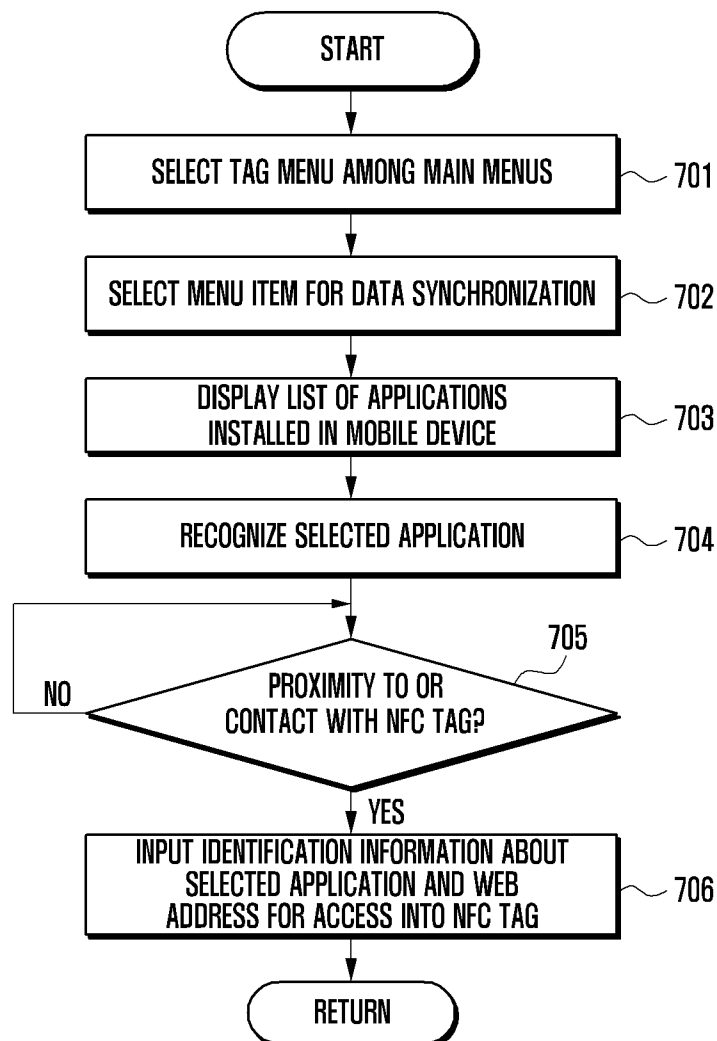 START
SELECT TAG MENU AMONG MAIN MENUS
701
SELECT MENU ITEM FOR DATA SYNCHRONIZATION
702
DISPLAY LIST OF APPLICATIONS
INSTALLED IN MOBILE DEVICE
703
RECOGNIZE SELECTED APPLICATION
704
705
NO
PROXIMITY TO OR
CONTACT WITH NFC TAG?
YES
INPUT IDENTIFICATION INFORMATION ABOUT
SELECTED APPLICATION AND WEB
ADDRESS FOR ACCESS INTO NFC TAG
706
RETURN